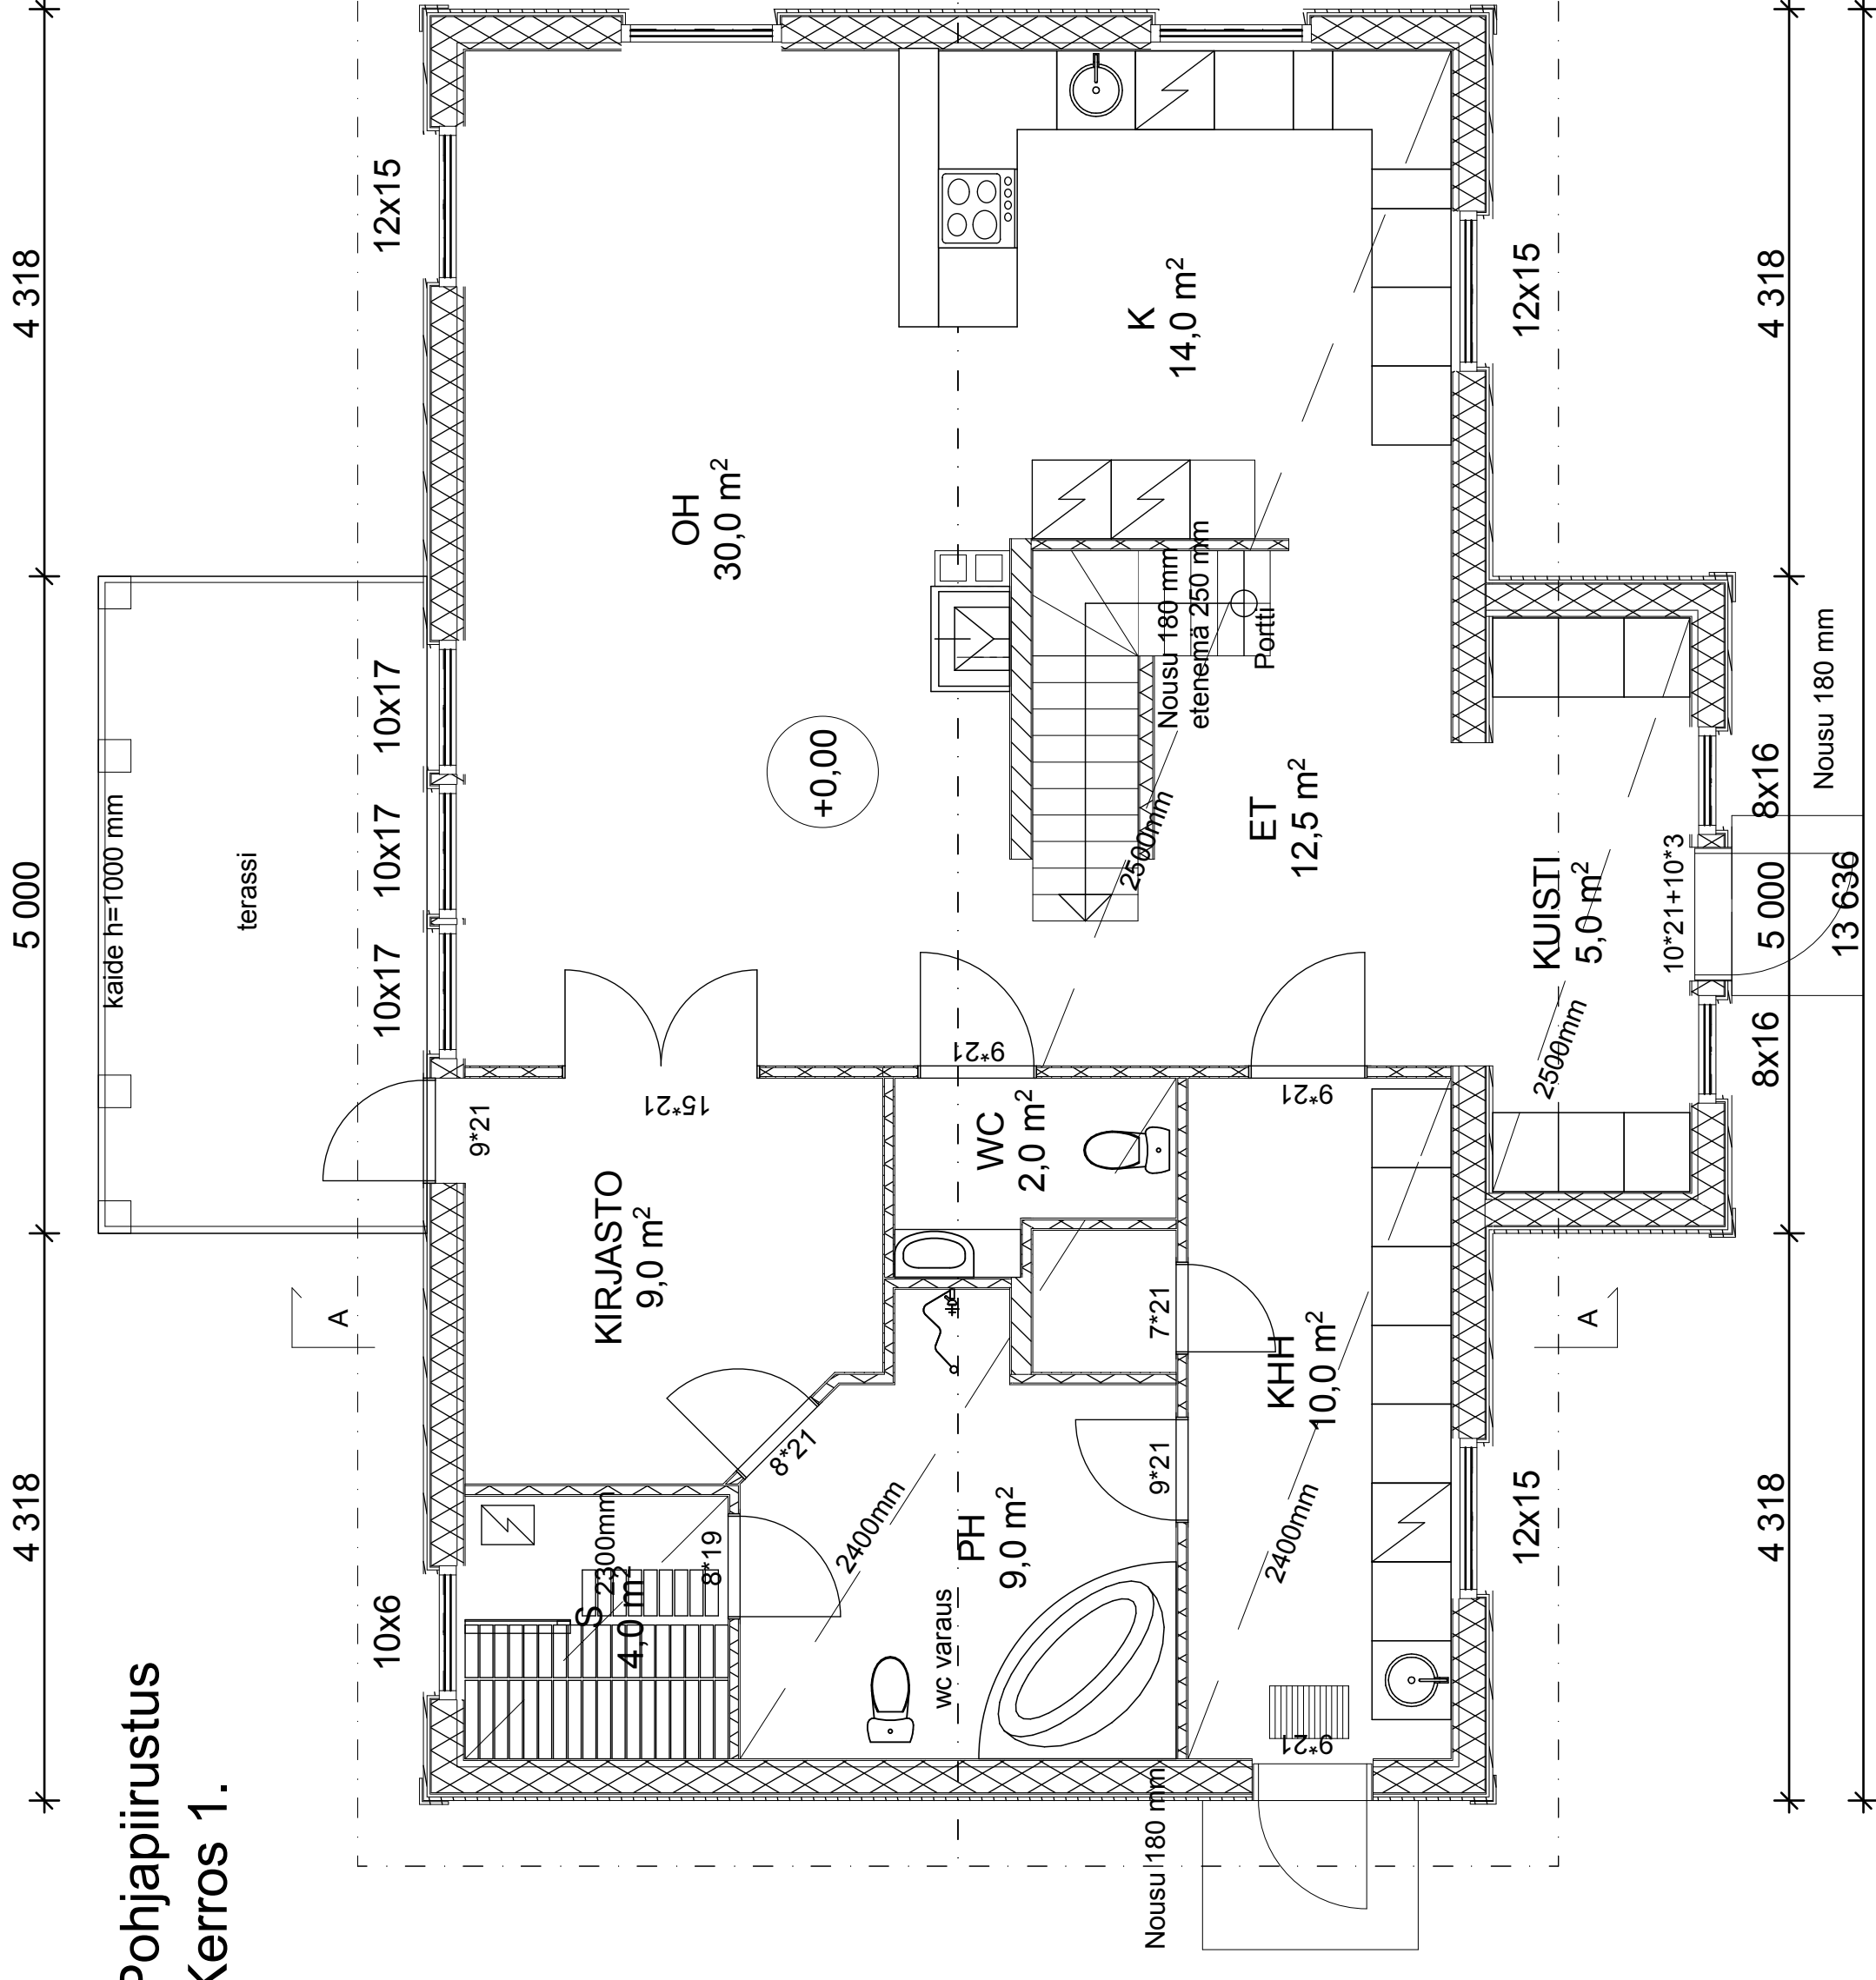 Pohjapiirustus
Kerros 1.
4 318
5 000
4 318
kaide h=1000 mm
terassi
A
10x6
10x17
10x17
10x17
12x15
9*21
15*21
KIRJASTO
9,0 m²
OH
30,0 m²
+0,00
S
4,0 m²
2300mm
8*19
8*21
2400mm
PH
9,0 m²
wc varaus
WC
2,0 m²
9*21
9*21
7*21
K
14,0 m²
Nousu 180 mm
etenemä 250 mm
Portti
2500mm
ET
12,5 m²
9*21
KHH
10,0 m²
2400mm
9*21
Nousu 180 mm
12x15
A
12x15
KUISTI
5,0 m²
2500mm
10*21+10*3
8x16
8x16
4 318
5 000
4 318
Nousu 180 mm
13 636